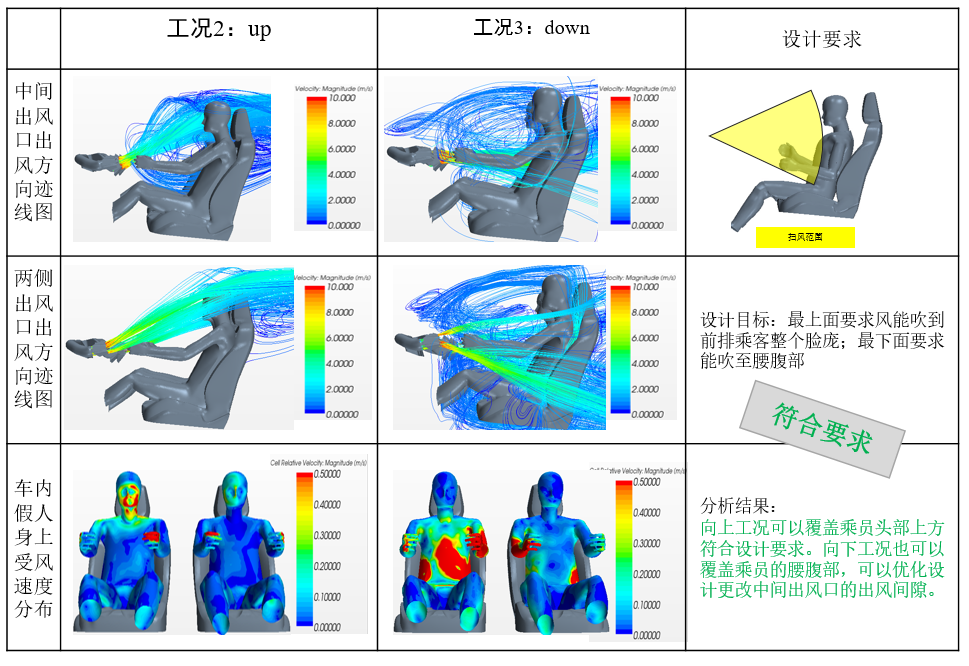 工况2：up
工况3：down
设计要求
中间
出风
口出
风方
向迹
线图
Velocity: Magnitude (m/s)
10.000
8.0000
6.0000
4.0000
2.0000
0.00000
Velocity: Magnitude (m/s)
10.000
8.0000
6.0000
4.0000
2.0000
0.00000
扫风范围
两侧
出风
口出
风方
向迹
线图
Velocity: Magnitude (m/s)
10.000
8.0000
6.0000
4.0000
2.0000
0.00000
locity: Magnitude (m/s)
10.000
8.0000
6.0000
4.0000
2.0000
0.00000
设计目标：最上面要求风能吹到
前排乘客整个脸庞；最下面要求
能吹至腰腹部
符合要求
车内
假人
身上
受风
速度
分布
Cell Relative Velocity: Magnitude (m/s)
0.50000
0.40000
0.30000
0.20000
0.10000
0.00000
Cell Relative Velocity: Magnitude (m/s)
0.50000
0.40000
0.30000
0.20000
0.10000
0.00000
分析结果：
向上工况可以覆盖乘员头部上方
符合设计要求。向下工况也可以
覆盖乘员的腰腹部，可以优化设
计更改中间出风口的出风间隙。